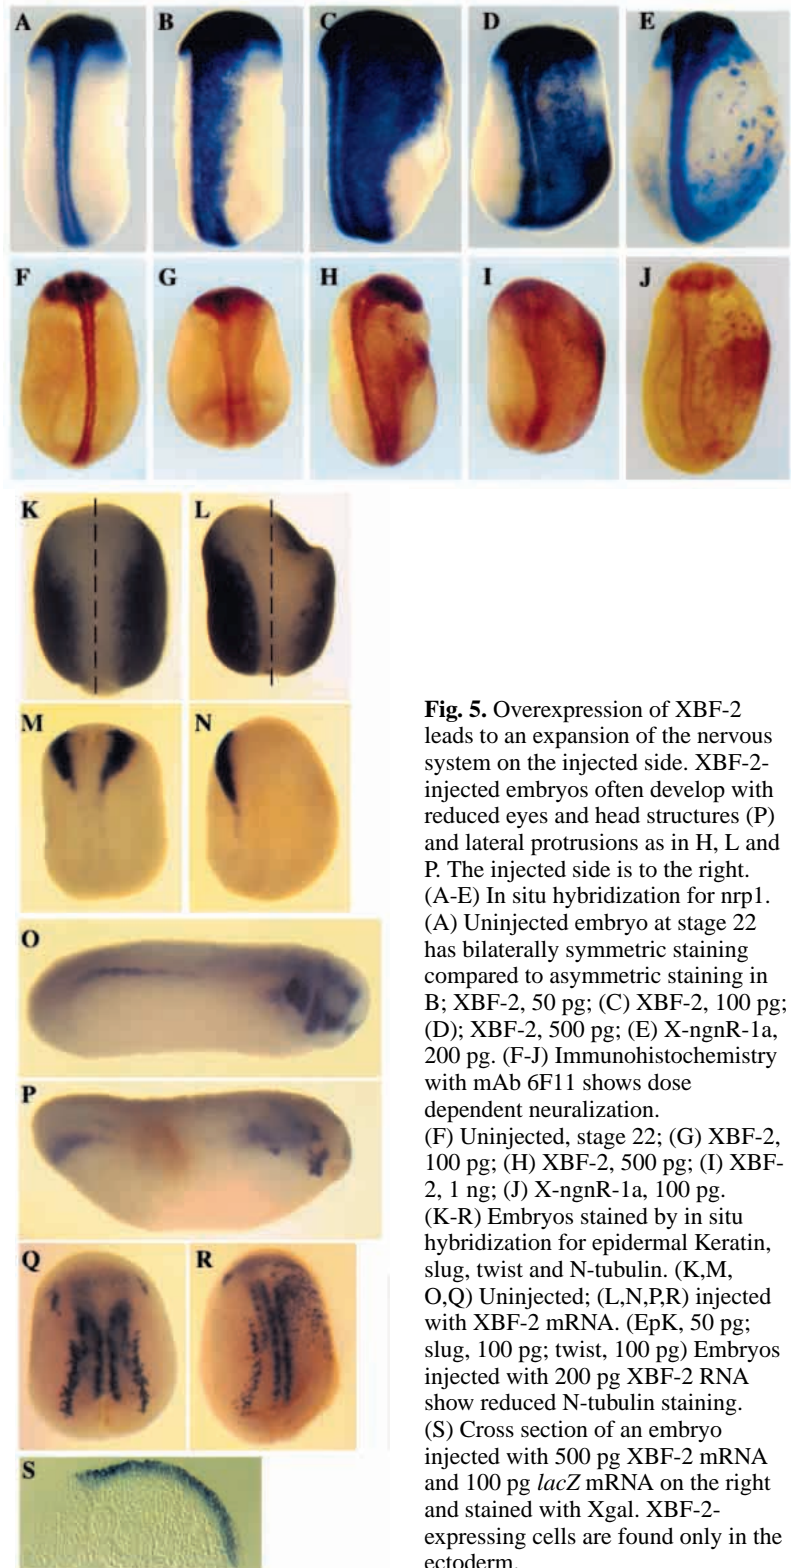 A B C D E
F G H I J
K L
M N
O
P
Q R
S
Fig. 5. Overexpression of XBF-2
leads to an expansion of the nervous
system on the injected side. XBF-2-
injected embryos often develop with
reduced eyes and head structures (P)
and lateral protrusions as in H, L and
P. The injected side is to the right.
(A-E) In situ hybridization for nrp1.
(A) Uninjected embryo at stage 22
has bilaterally symmetric staining
compared to asymmetric staining in
B; XBF-2, 50 pg; (C) XBF-2, 100 pg;
(D); XBF-2, 500 pg; (E) X-ngnR-1a,
200 pg. (F-J) Immunohistochemistry
with mAb 6F11 shows dose
dependent neuralization.
(F) Uninjected, stage 22; (G) XBF-2,
100 pg; (H) XBF-2, 500 pg; (I) XBF-
2, 1 ng; (J) X-ngnR-1a, 100 pg.
(K-R) Embryos stained by in situ
hybridization for epidermal Keratin,
slug, twist and N-tubulin. (K,M,
O,Q) Uninjected; (L,N,P,R) injected
with XBF-2 mRNA. (EpK, 50 pg;
slug, 100 pg; twist, 100 pg) Embryos
injected with 200 pg XBF-2 RNA
show reduced N-tubulin staining.
(S) Cross section of an embryo
injected with 500 pg XBF-2 mRNA
and 100 pg lacZ mRNA on the right
and stained with Xgal. XBF-2-
expressing cells are found only in the
ectoderm.